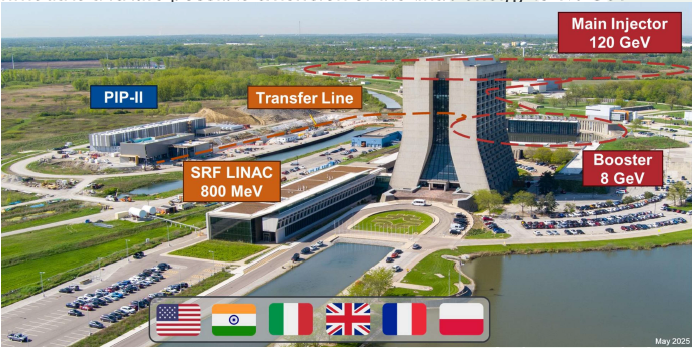 Main Injector
120 GeV
PIP-II
Transfer Line
SRF LINAC
800 MeV
Booster
8 GeV
May 2025